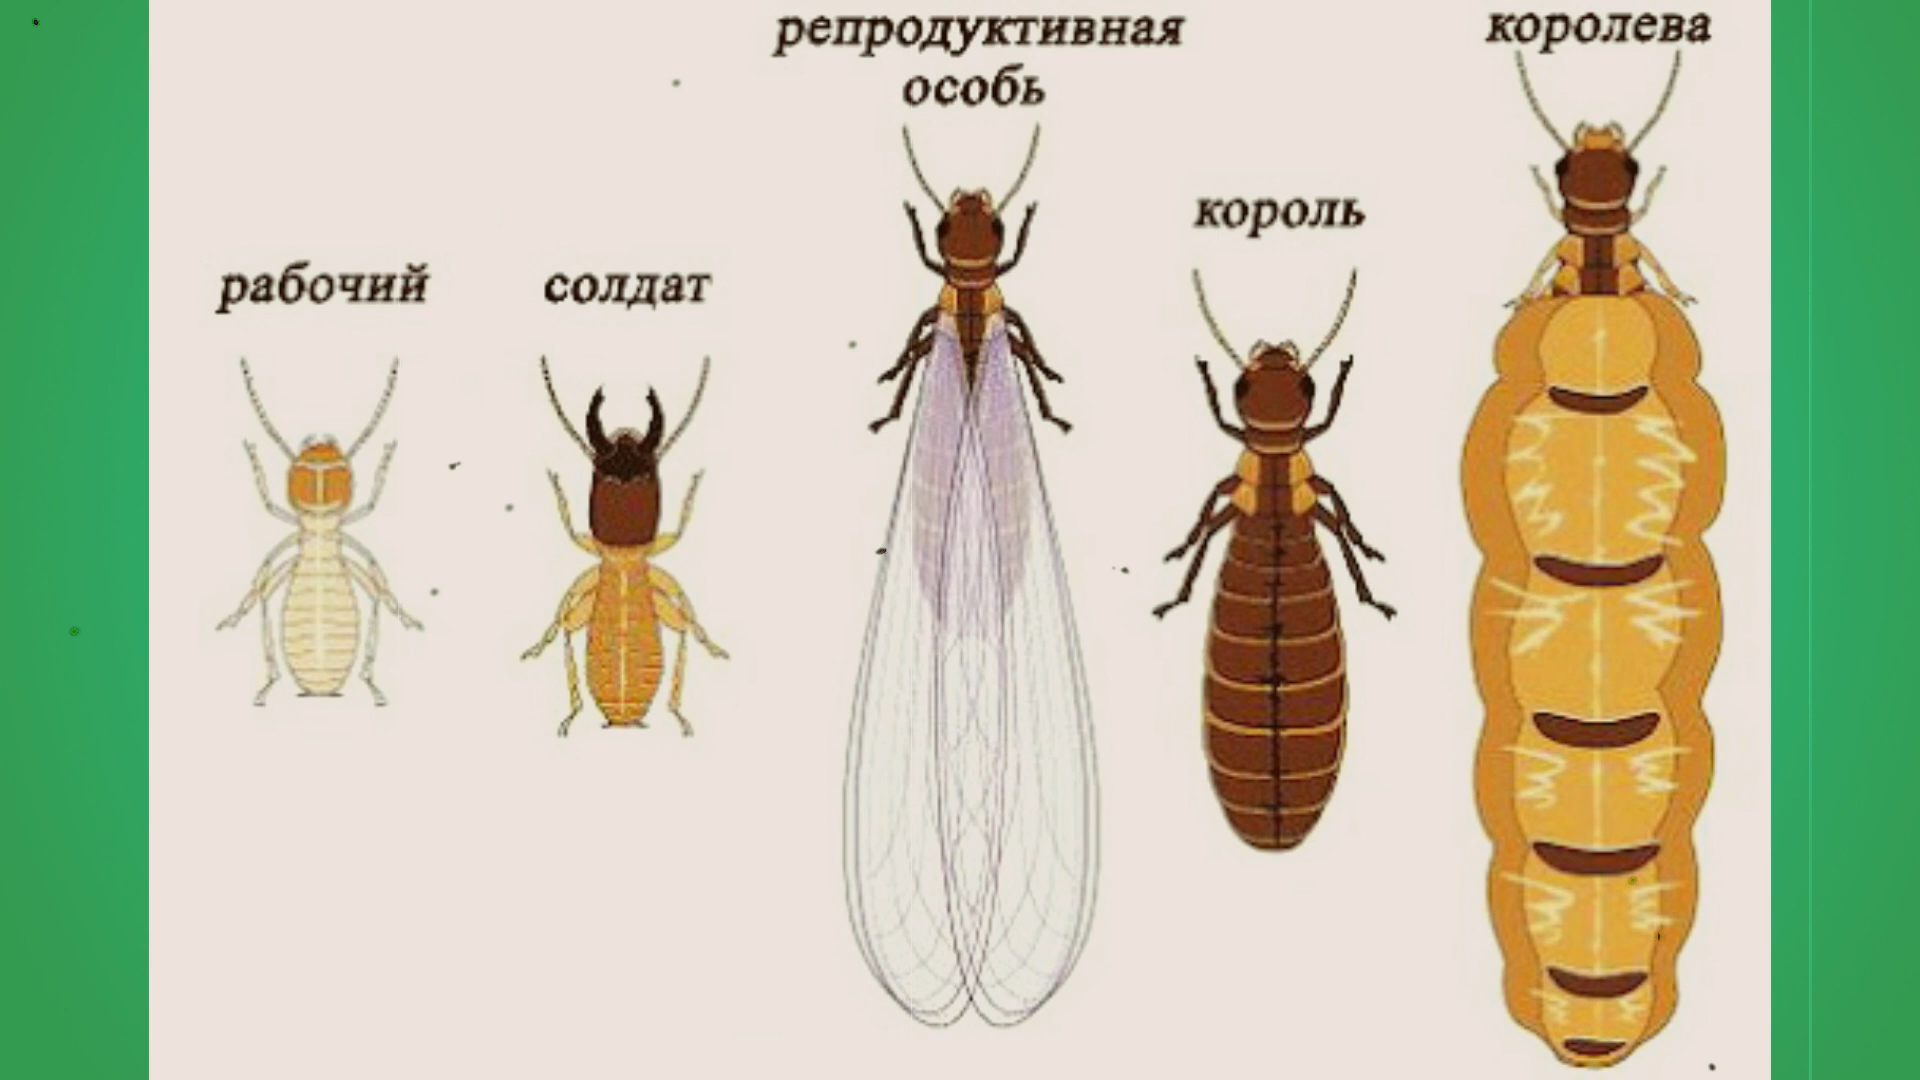 репродуктивная
особь
королева
король
рабочий
солдат